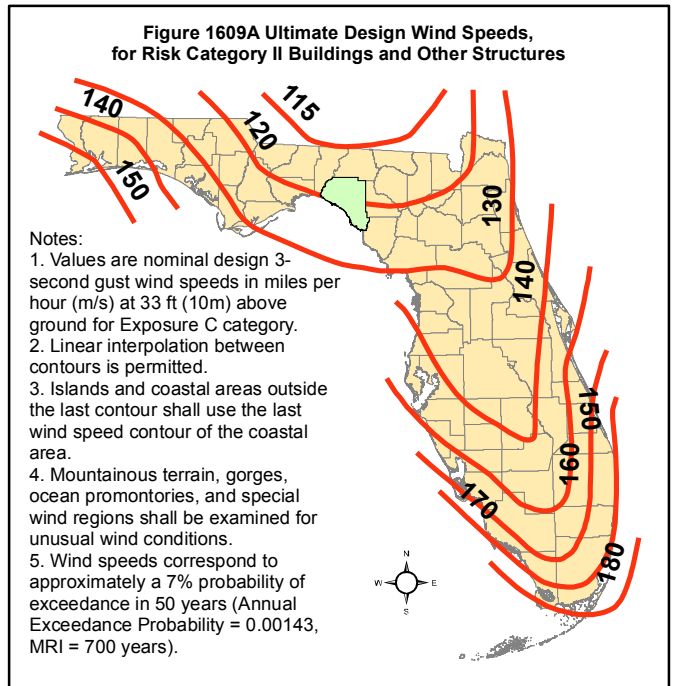 Figure 1609A Ultimate Design Wind Speeds,
for Risk Category II Buildings and Other Structures
115
140
120
150
130
140
Notes:
1. Values are nominal design 3-
second gust wind speeds in miles per
hour (m/s) at 33 ft (10m) above
ground for Exposure C category.
2. Linear interpolation between
contours is permitted.
3. Islands and coastal areas outside
the last contour shall use the last
wind speed contour of the coastal
area.
4. Mountainous terrain, gorges,
ocean promontories, and special
wind regions shall be examined for
unusual wind conditions.
5. Wind speeds correspond to
approximately a 7% probability of
exceedance in 50 years (Annual
Exceedance Probability = 0.00143,
MRI = 700 years).
150
160
170
180
N
W E
S